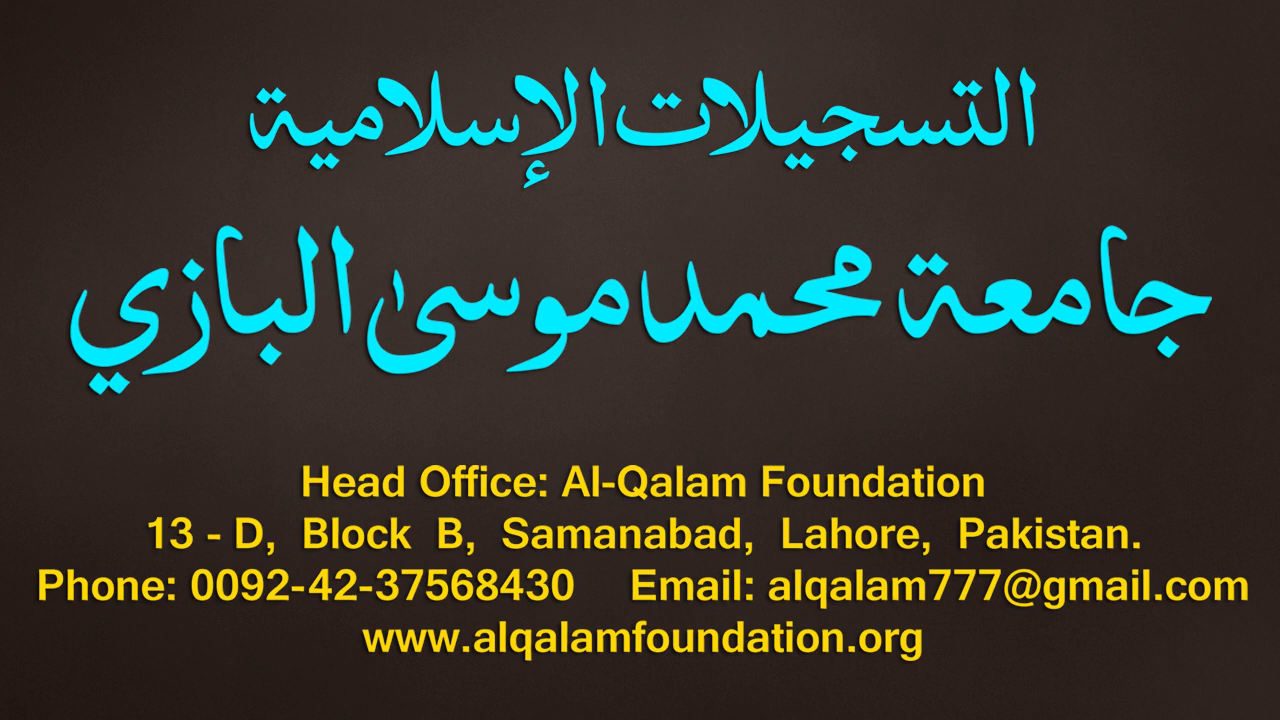 التسجيلات الإسلامية
جامعة محمد موسىٰ البازي
Head Office: Al-Qalam Foundation
13 - D, Block B, Samanabad, Lahore, Pakistan.
Phone: 0092-42-37568430 Email: alqalam777@gmail.com
www.alqalamfoundation.org